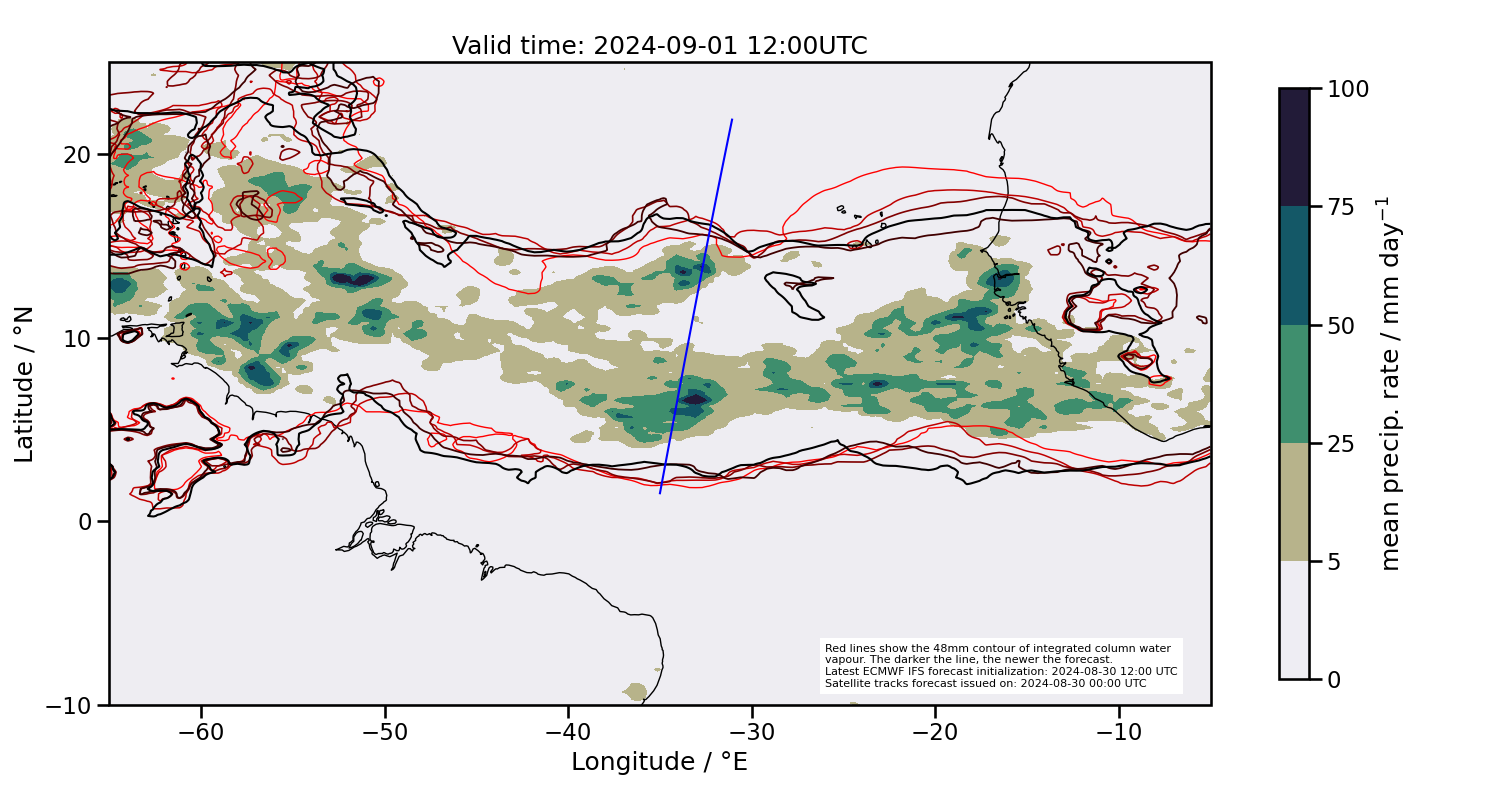 Valid time: 2024-09-01 12:00UTC
Latitude / °N
20
10
0
−10
−60
−50
−40
−30
−20
−10
Longitude / °E
Red lines show the 48mm contour of integrated column water
vapour. The darker the line, the newer the forecast.
Latest ECMWF IFS forecast initialization: 2024-08-30 12:00 UTC
Satellite tracks forecast issued on: 2024-08-30 00:00 UTC
100
75
50
25
5
0
mean precip. rate / mm day⁻¹